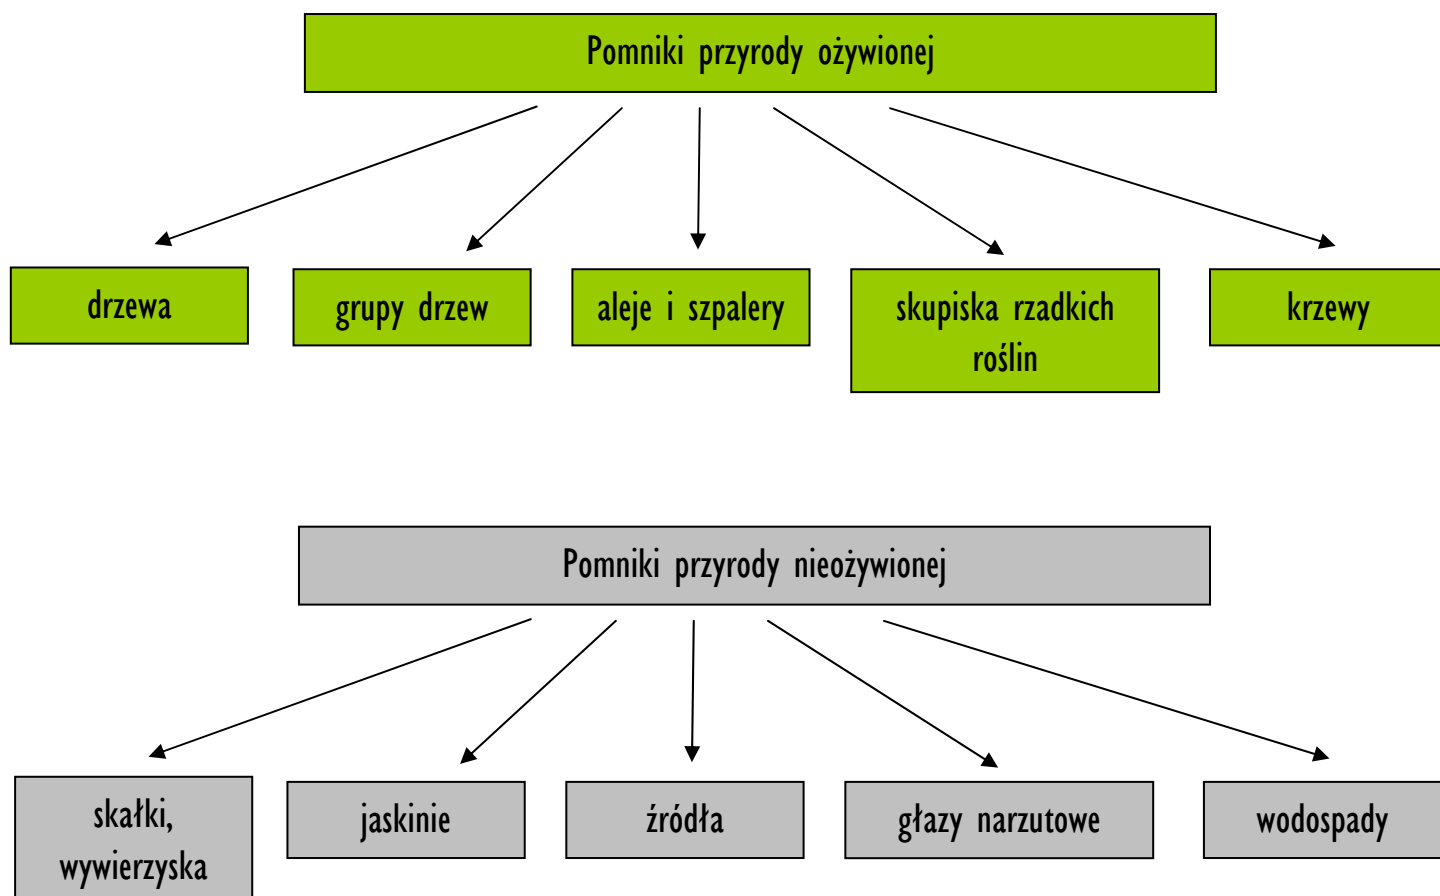 Pomniki przyrody ożywionej
drzewa
grupy drzew
aleje i szpalery
skupiska rzadkich
roślin
krzewy
Pomniki przyrody nieożywionej
skałki,
wywierzyska
jaskinie
źródła
głazy narzutowe
wodospady